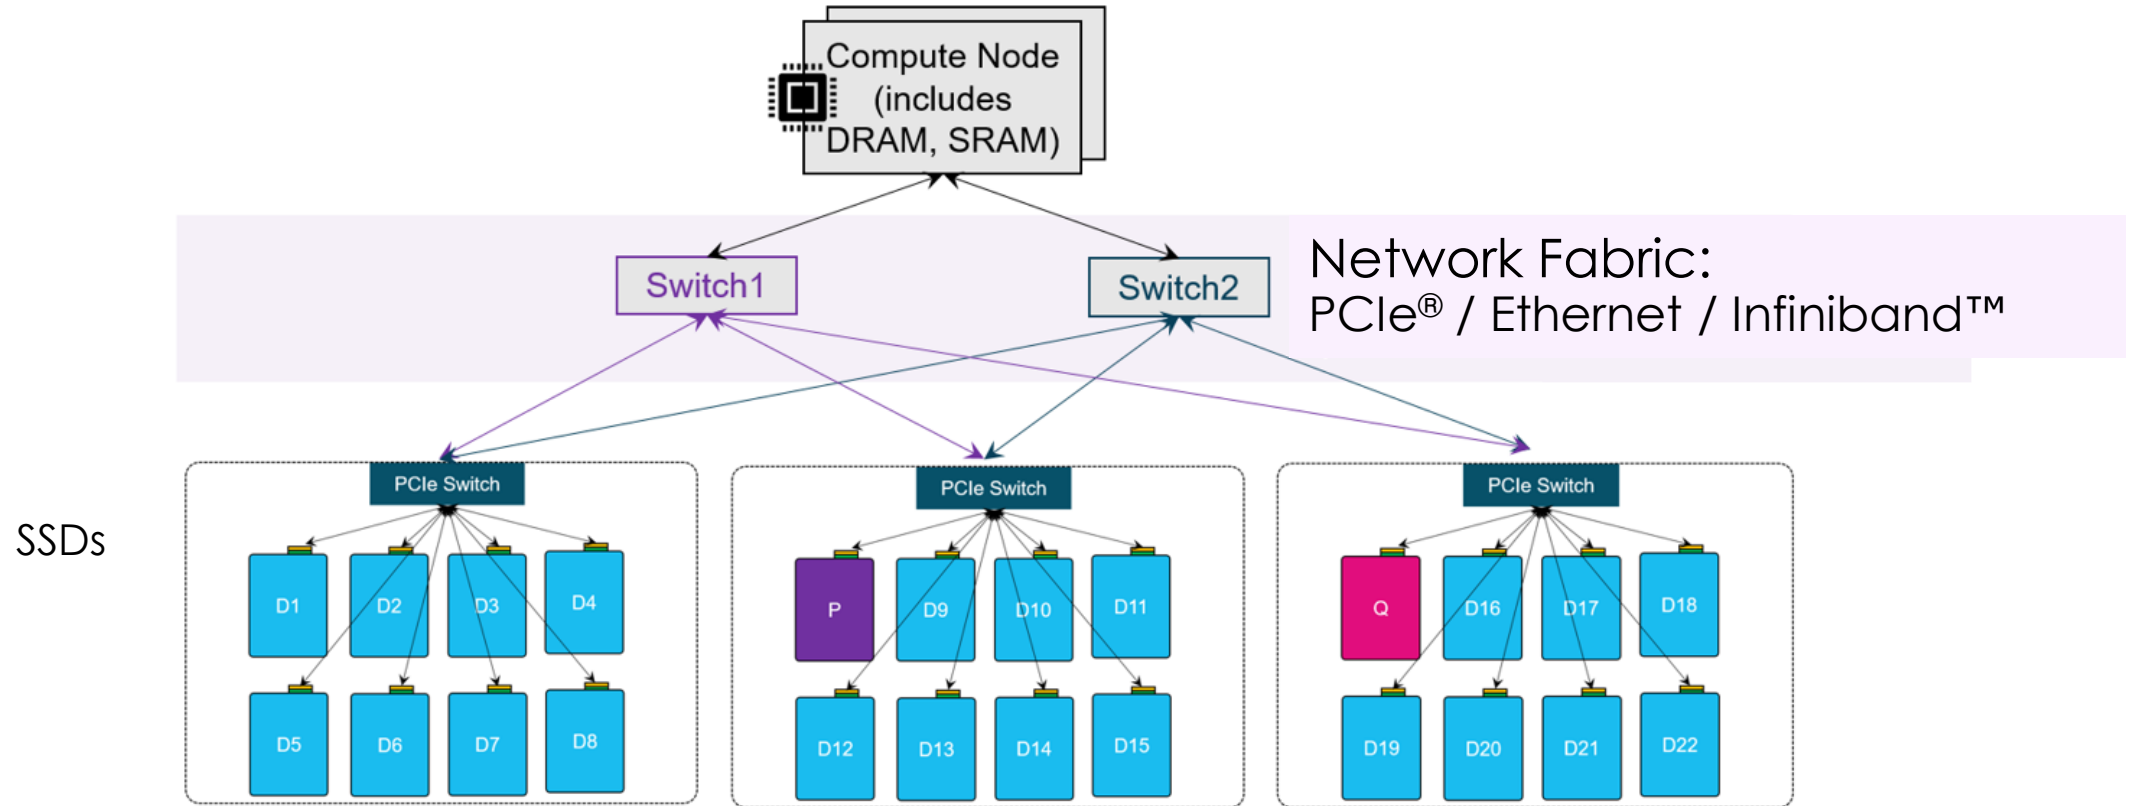 Compute Node
(includes
DRAM, SRAM)
Switch1
Switch2
Network Fabric:
PCIe® / Ethernet / Infiniband™
SSDs
PCIe Switch
D1
D2
D3
D4
D5
D6
D7
D8
PCIe Switch
P
D9
D10
D11
D12
D13
D14
D15
PCIe Switch
Q
D16
D17
D18
D19
D20
D21
D22